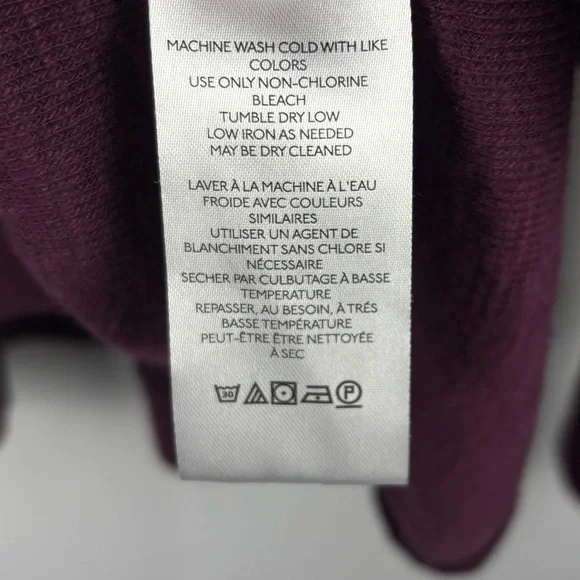 MACHINE WASH COLD WITH LIKE
COLORS
USE ONLY NON-CHLORINE
BLEACH
TUMBLE DRY LOW
LOW IRON AS NEEDED
MAY BE DRY CLEANED
LAVER À LA MACHINE À L'EAU
FROIDE AVEC COULEURS
SIMILAIRES
UTILISER UN AGENT DE
BLANCHIMENT SANS CHLORE SI
NÉCESSAIRE
SECHER PAR CULBUTAGE À BASSE
TEMPERATURE
REPASSER, AU BESOIN, À TRÉS
BASSE TEMPÉRATURE
PEUT-ÊTRE ÊTRE NETTOYÉE
À SEC
30 P